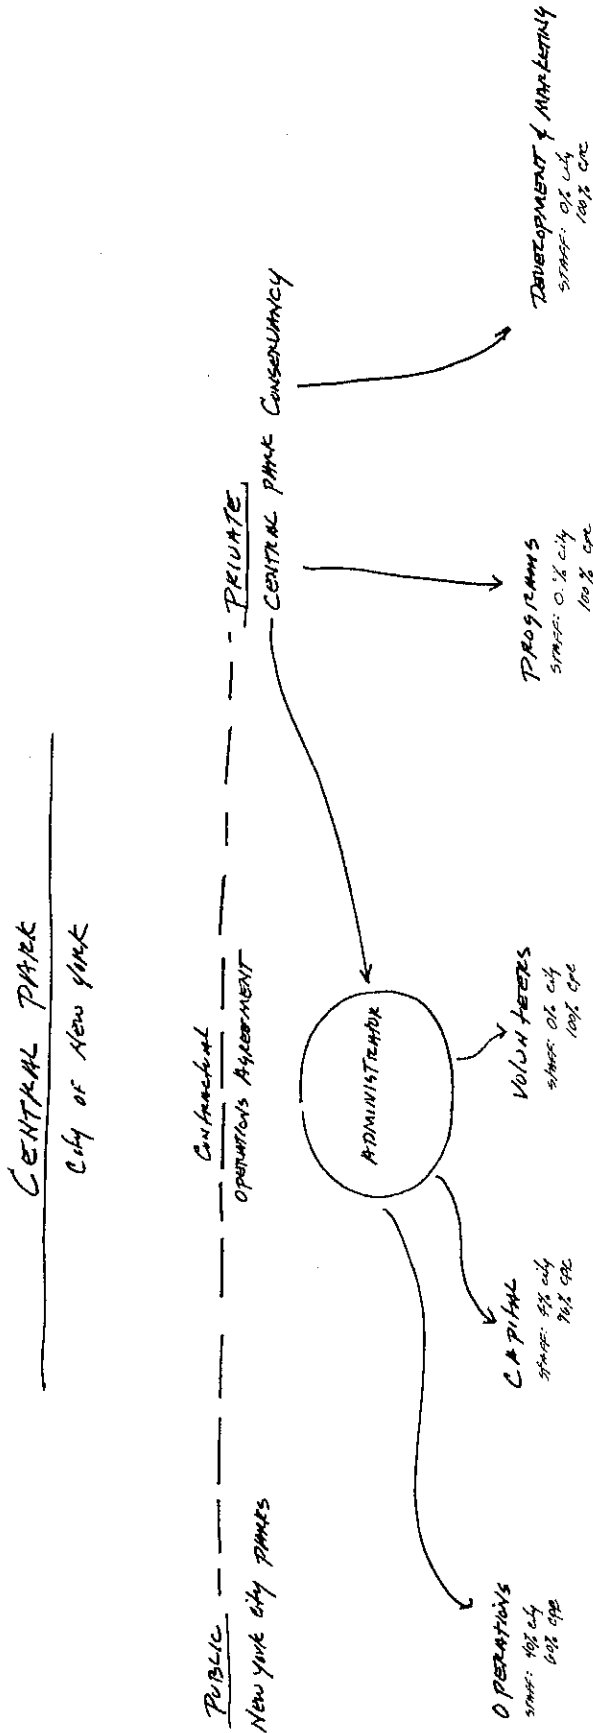 CENTRAL PARK
City of New York
PUBLIC
Contractual
PRIVATE
New York City PARKS
OPERATIONS AGREEMENT
CENTRAL PARK CONSERVANCY
ADMINISTRATOR
OPERATIONS
STAFF: 40% City
60% CPC
CAPITAL
STAFF: 4% City
96% CPC
VOLUNTEERS
STAFF: 0% City
100% CPC
PROGRAMS
STAFF: 0% City
100% CPC
DEVELOPMENT & MARKETING
STAFF: 0% City
100% CPC